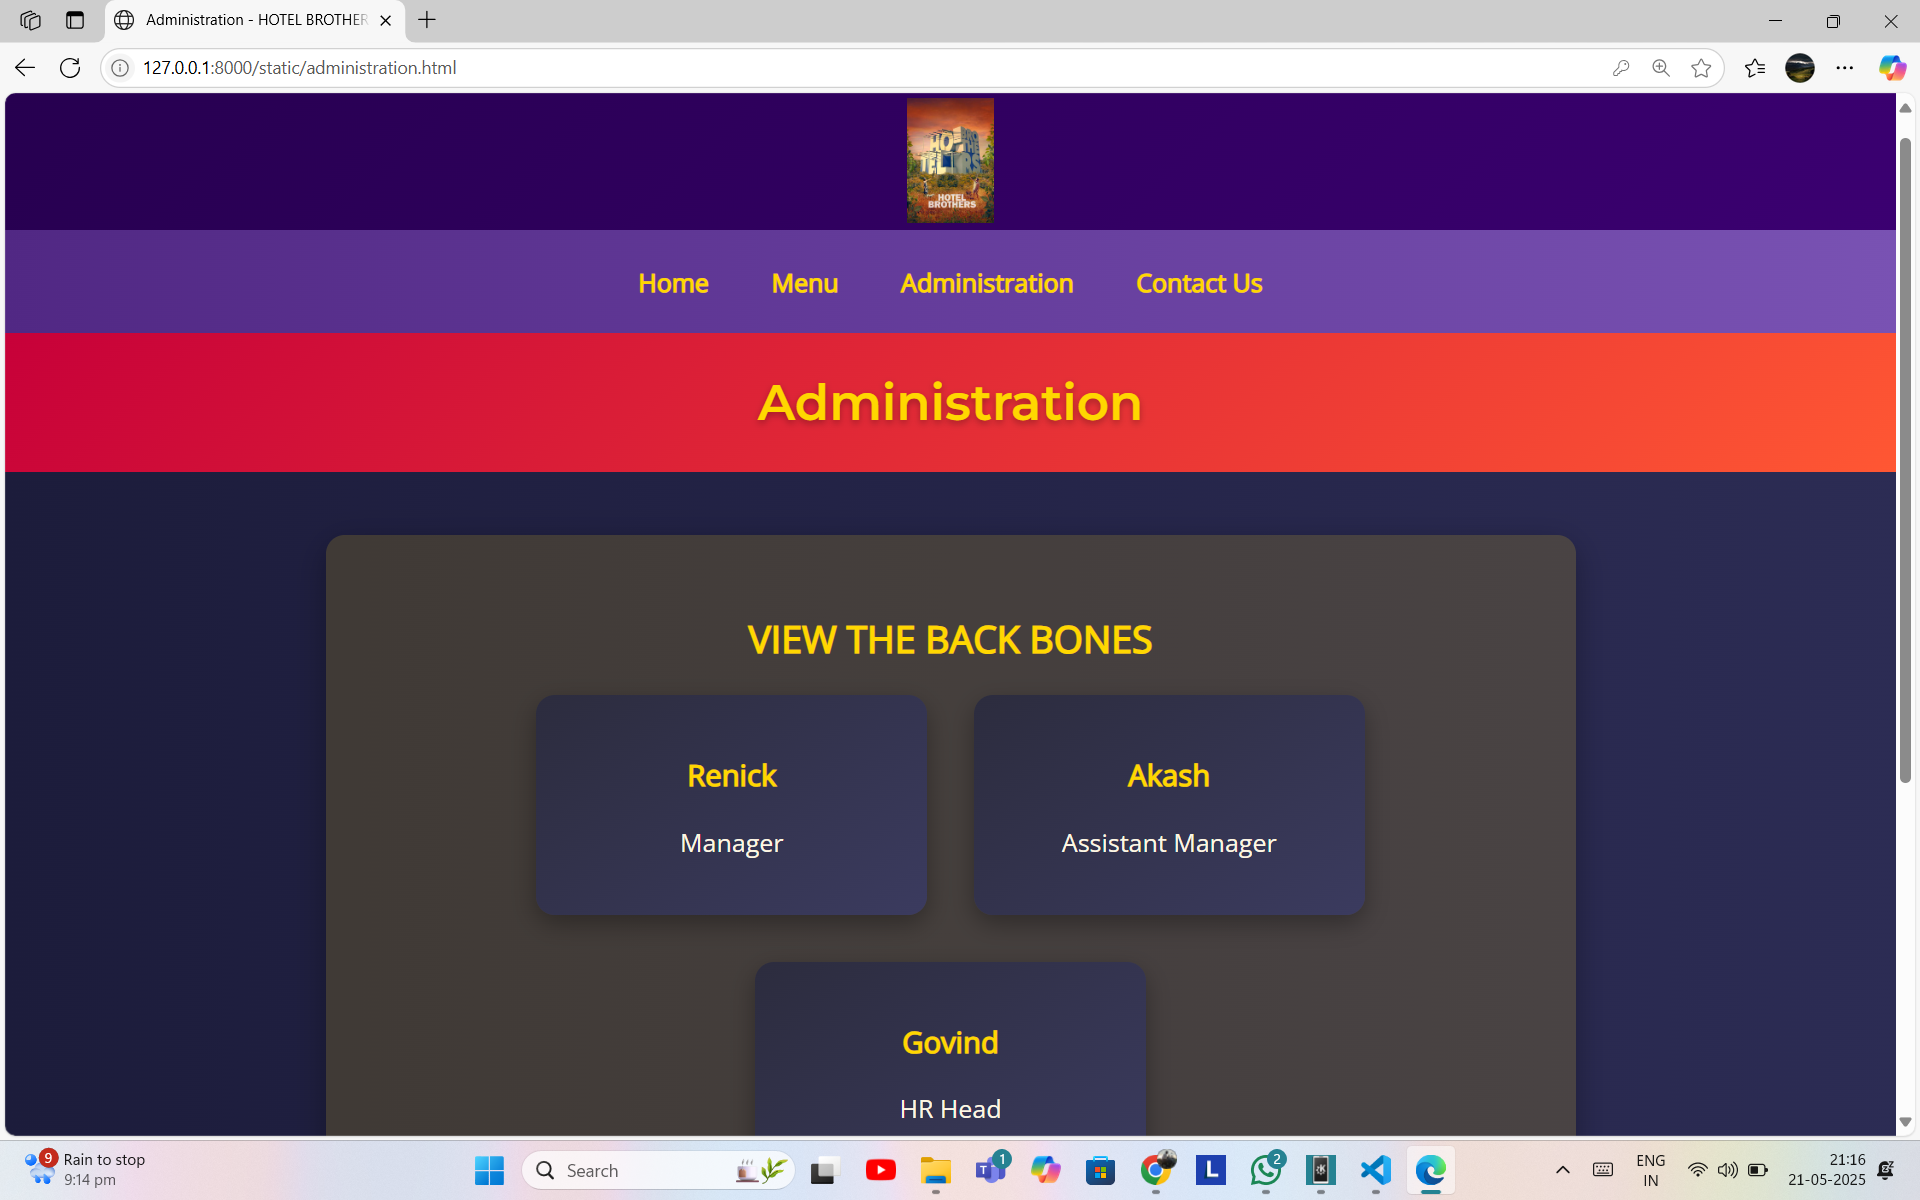 Administration - HOTEL BROTHER
127.0.0.1:8000/static/administration.html
HOTEL
BROTHERS
Home Menu Administration Contact Us
Administration
VIEW THE BACK BONES
Renick
Manager
Akash
Assistant Manager
Govind
HR Head
9
Rain to stop
9:14 pm
Search
T
1
L
2
K
ENG
IN
21:16
21-05-2025